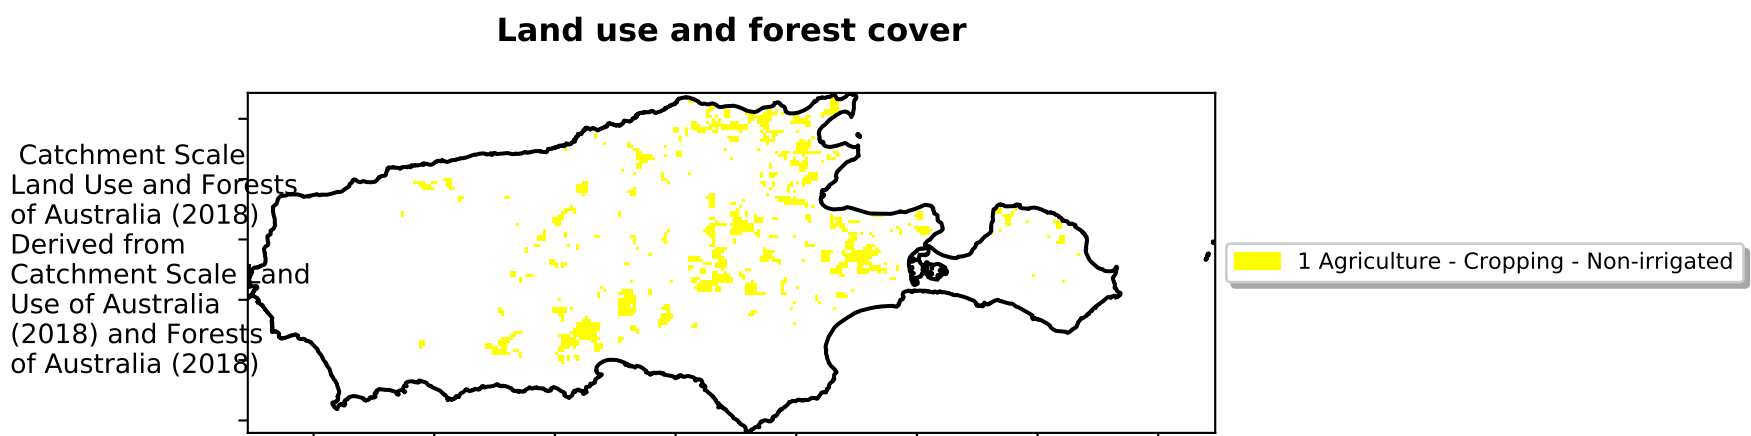 Land use and forest cover
Catchment Scale
Land Use and Forests
of Australia (2018)
Derived from
Catchment Scale Land
Use of Australia
(2018) and Forests
of Australia (2018)
1 Agriculture - Cropping - Non-irrigated